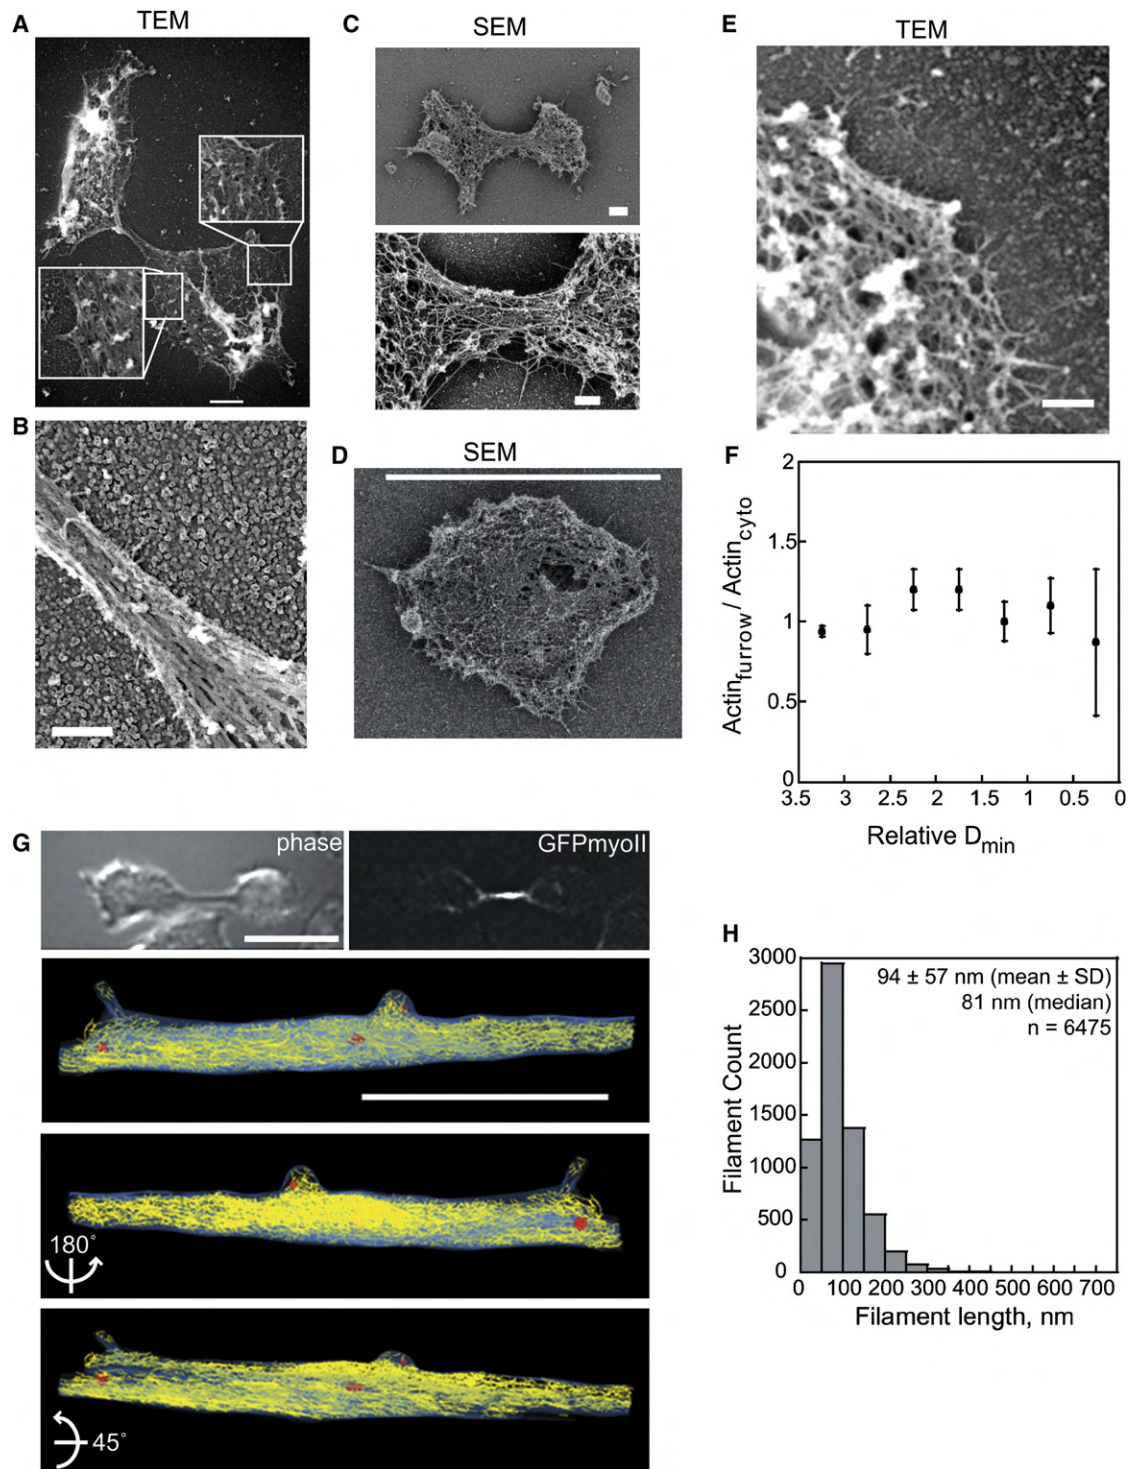 A
TEM
B
C
SEM
D
SEM
E
TEM
F
2
1.5
1
0.5
0
3.5 3 2.5 2 1.5 1 0.5 0
Actin_furrow / Actin_cyto
Relative D_min
G
phase
GFPmyoII
180°
45°
H
3000
2500
2000
1500
1000
500
0
0 100 200 300 400 500 600 700
94 ± 57 nm (mean ± SD)
81 nm (median)
n = 6475
Filament Count
Filament length, nm